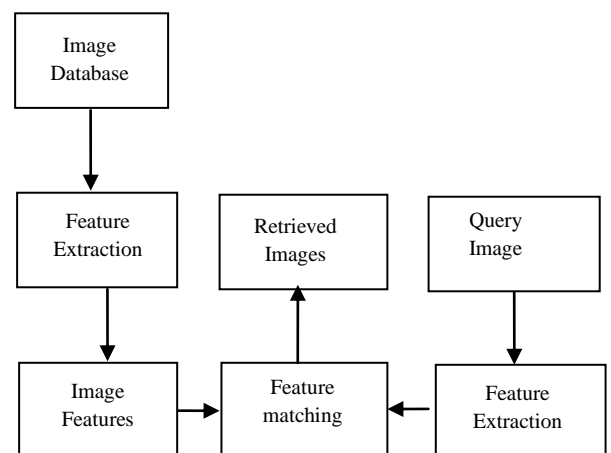 Image
Database
Feature
Extraction
Retrieved
Images
Query
Image
Image
Features
Feature
matching
Feature
Extraction